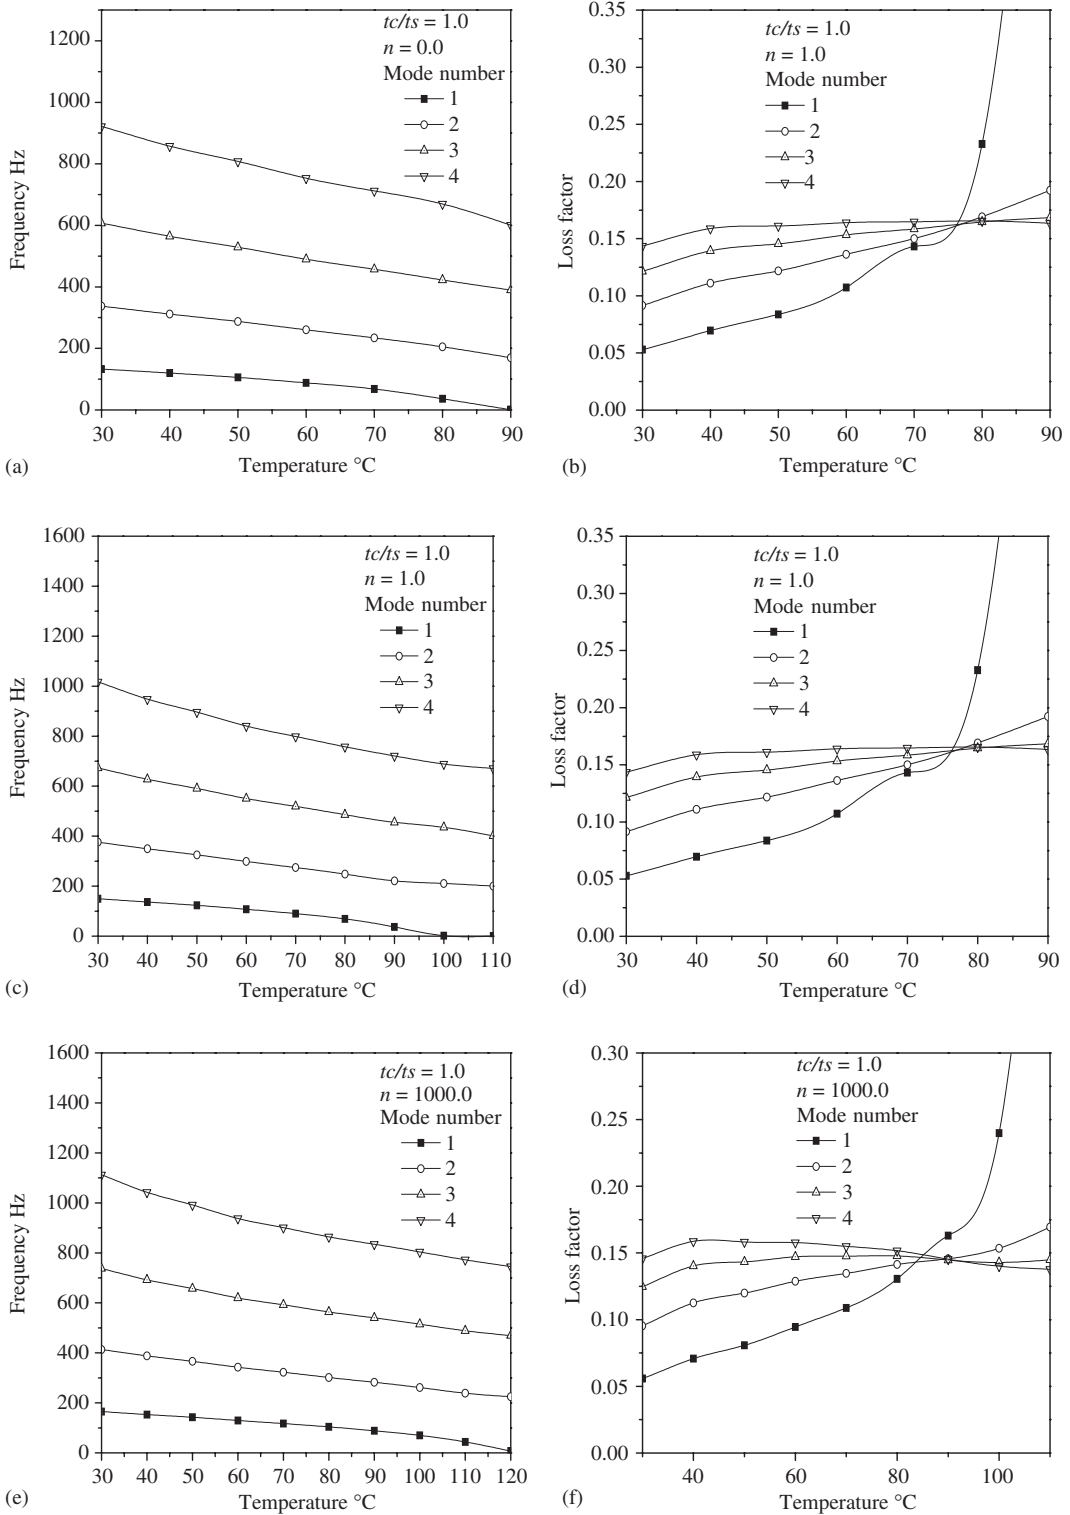 1200
1000
800
600
400
200
0
Frequency Hz
tc/ts = 1.0
n = 0.0
Mode number
1
2
3
4
30 40 50 60 70 80 90
Temperature °C
(a)
0.35
0.30
0.25
0.20
0.15
0.10
0.05
0.00
Loss factor
tc/ts = 1.0
n = 1.0
Mode number
1
2
3
4
30 40 50 60 70 80 90
Temperature °C
(b)
1600
1400
1200
1000
800
600
400
200
0
Frequency Hz
tc/ts = 1.0
n = 1.0
Mode number
1
2
3
4
30 40 50 60 70 80 90 100 110
Temperature °C
(c)
0.35
0.30
0.25
0.20
0.15
0.10
0.05
0.00
Loss factor
tc/ts = 1.0
n = 1.0
Mode number
1
2
3
4
30 40 50 60 70 80 90
Temperature °C
(d)
1600
1400
1200
1000
800
600
400
200
0
Frequency Hz
tc/ts = 1.0
n = 1000.0
Mode number
1
2
3
4
30 40 50 60 70 80 90 100 110 120
Temperature °C
(e)
0.30
0.25
0.20
0.15
0.10
0.05
0.00
Loss factor
tc/ts = 1.0
n = 1000.0
Mode number
1
2
3
4
40 60 80 100
Temperature °C
(f)